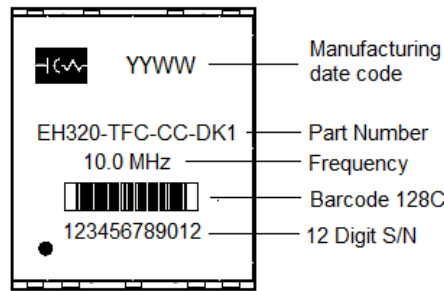 YYWW
Manufacturing
date code
EH320-TFC-CC-DK1
Part Number
10.0 MHz
Frequency
Barcode 128C
123456789012
12 Digit S/N